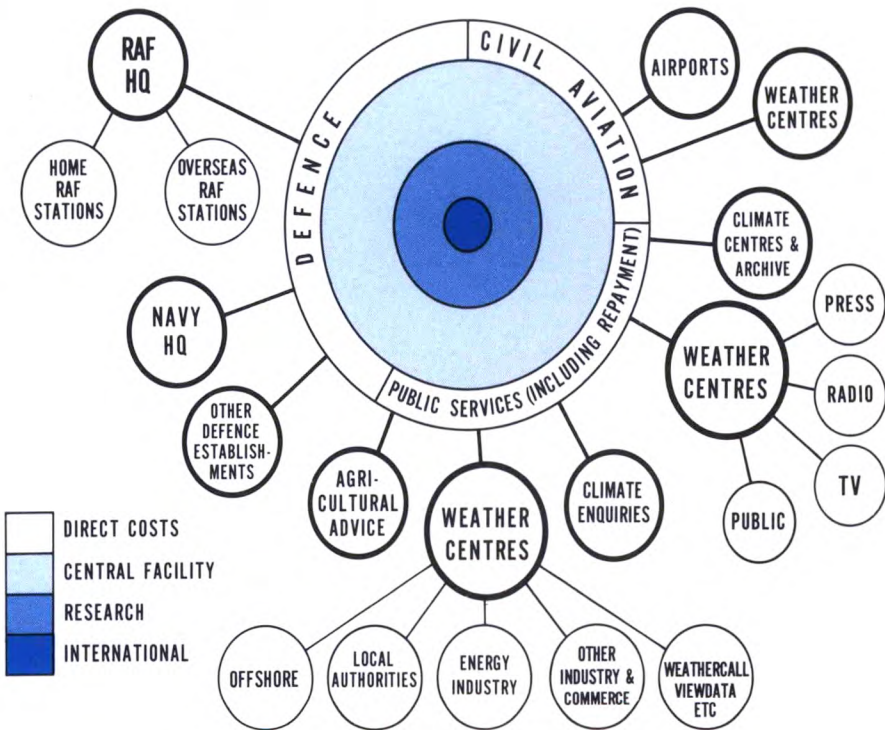 RAF
HQ
HOME
RAF
STATIONS
OVERSEAS
RAF
STATIONS
DEFENCE
CIVIL AVIATION
AIRPORTS
WEATHER
CENTRES
CLIMATE
CENTRES &
ARCHIVE
NAVY
HQ
PUBLIC SERVICES (INCLUDING REPAYMENT)
WEATHER
CENTRES
PRESS
RADIO
TV
PUBLIC
OTHER
DEFENCE
ESTABLISH-
MENTS
AGRI-
CULTURAL
ADVICE
WEATHER
CENTRES
CLIMATE
ENQUIRIES
DIRECT COSTS
CENTRAL FACILITY
RESEARCH
INTERNATIONAL
OFFSHORE
LOCAL
AUTHORITIES
ENERGY
INDUSTRY
OTHER
INDUSTRY &
COMMERCE
WEATHERCALL
VIEWDATA
ETC